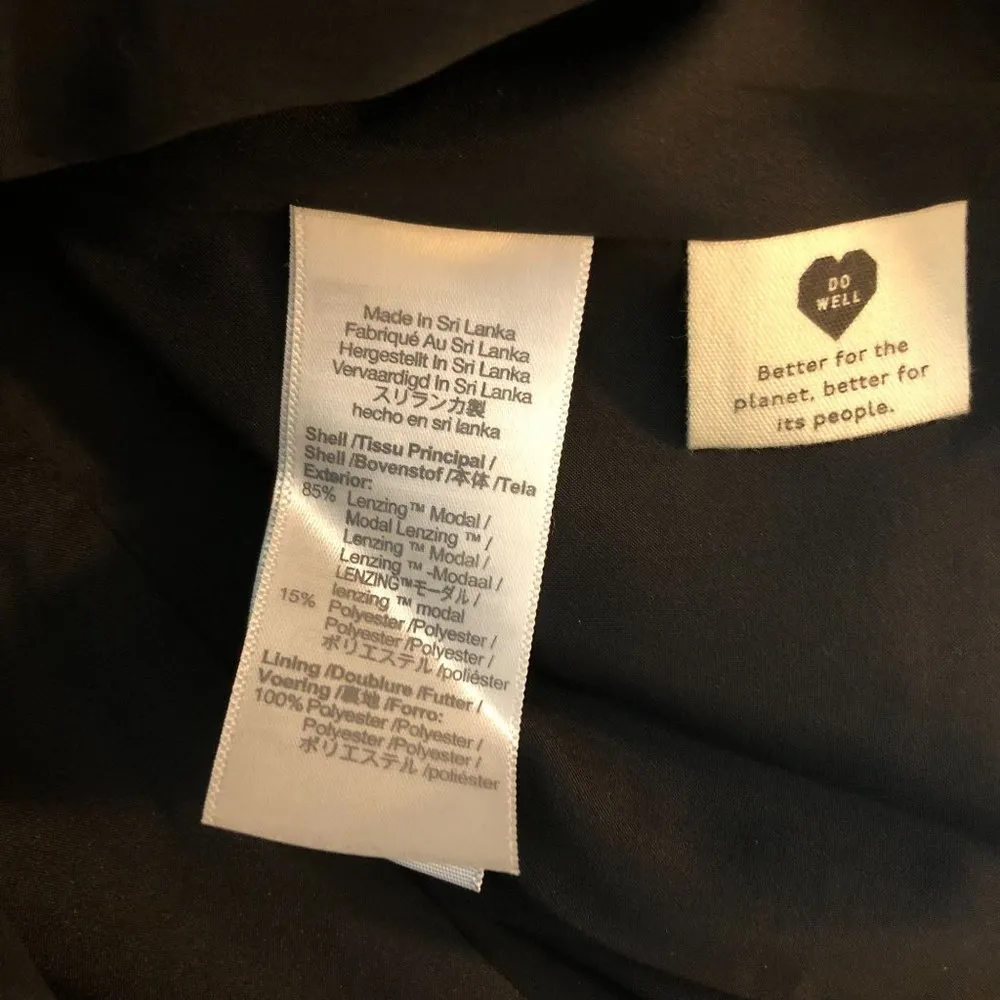 Made In Sri Lanka
Fabriqué Au Sri Lanka
Hergestellt In Sri Lanka
Vervaardigd In Sri Lanka
スリランカ製
hecho en sri lanka
Shell /Tissu Principal /
Shell /Bovenstof /本体 /Tela
Exterior:
85% Lenzing™ Modal /
Modal Lenzing ™ /
Lenzing ™ Modal /
Lenzing ™ -Modaal /
LENZING™モーダル /
lenzing ™ modal
15% Polyester /Polyester /
Polyester /Polyester /
ポリエステル /poliéster
Lining /Doublure /Futter /
Voering /裏地 /Forro:
100% Polyester /Polyester /
Polyester /Polyester /
ポリエステル /poliéster
DO
WELL
Better for the
planet, better for
its people.